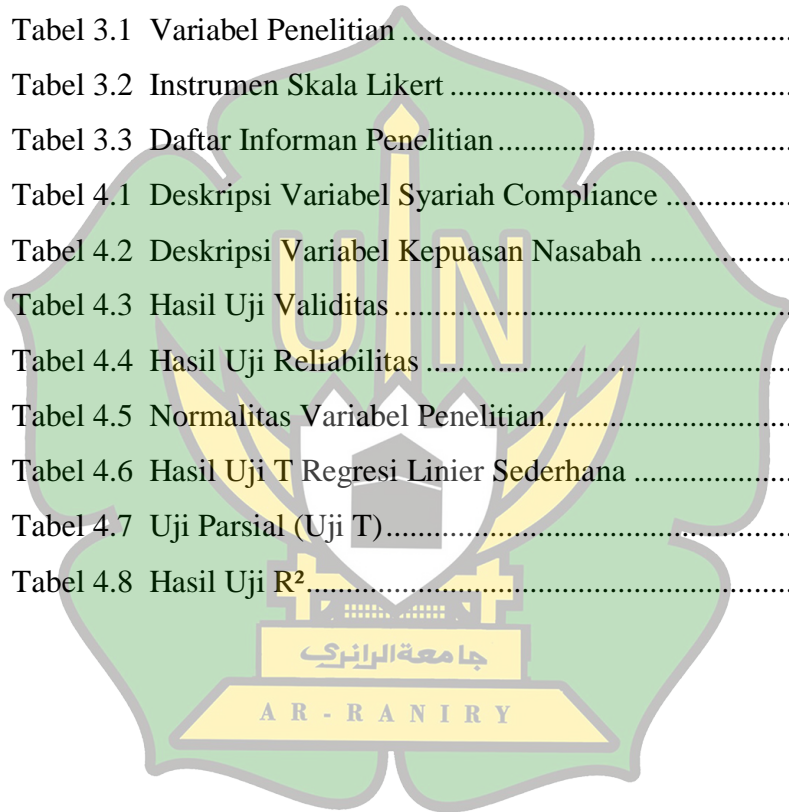 Tabel 3.1 Variabel Penelitian ................................................
Tabel 3.2 Instrumen Skala Likert ..........................................
Tabel 3.3 Daftar Informan Penelitian ....................................
Tabel 4.1 Deskripsi Variabel Syariah Compliance ................
Tabel 4.2 Deskripsi Variabel Kepuasan Nasabah ..................
Tabel 4.3 Hasil Uji Validitas ..................................................
Tabel 4.4 Hasil Uji Reliabilitas ..............................................
Tabel 4.5 Normalitas Variabel Penelitian ..............................
Tabel 4.6 Hasil Uji T Regresi Linier Sederhana ....................
Tabel 4.7 Uji Parsial (Uji T) ...................................................
Tabel 4.8 Hasil Uji R² .............................................................
UIN
جامعة الرانري
AR-RANIRY